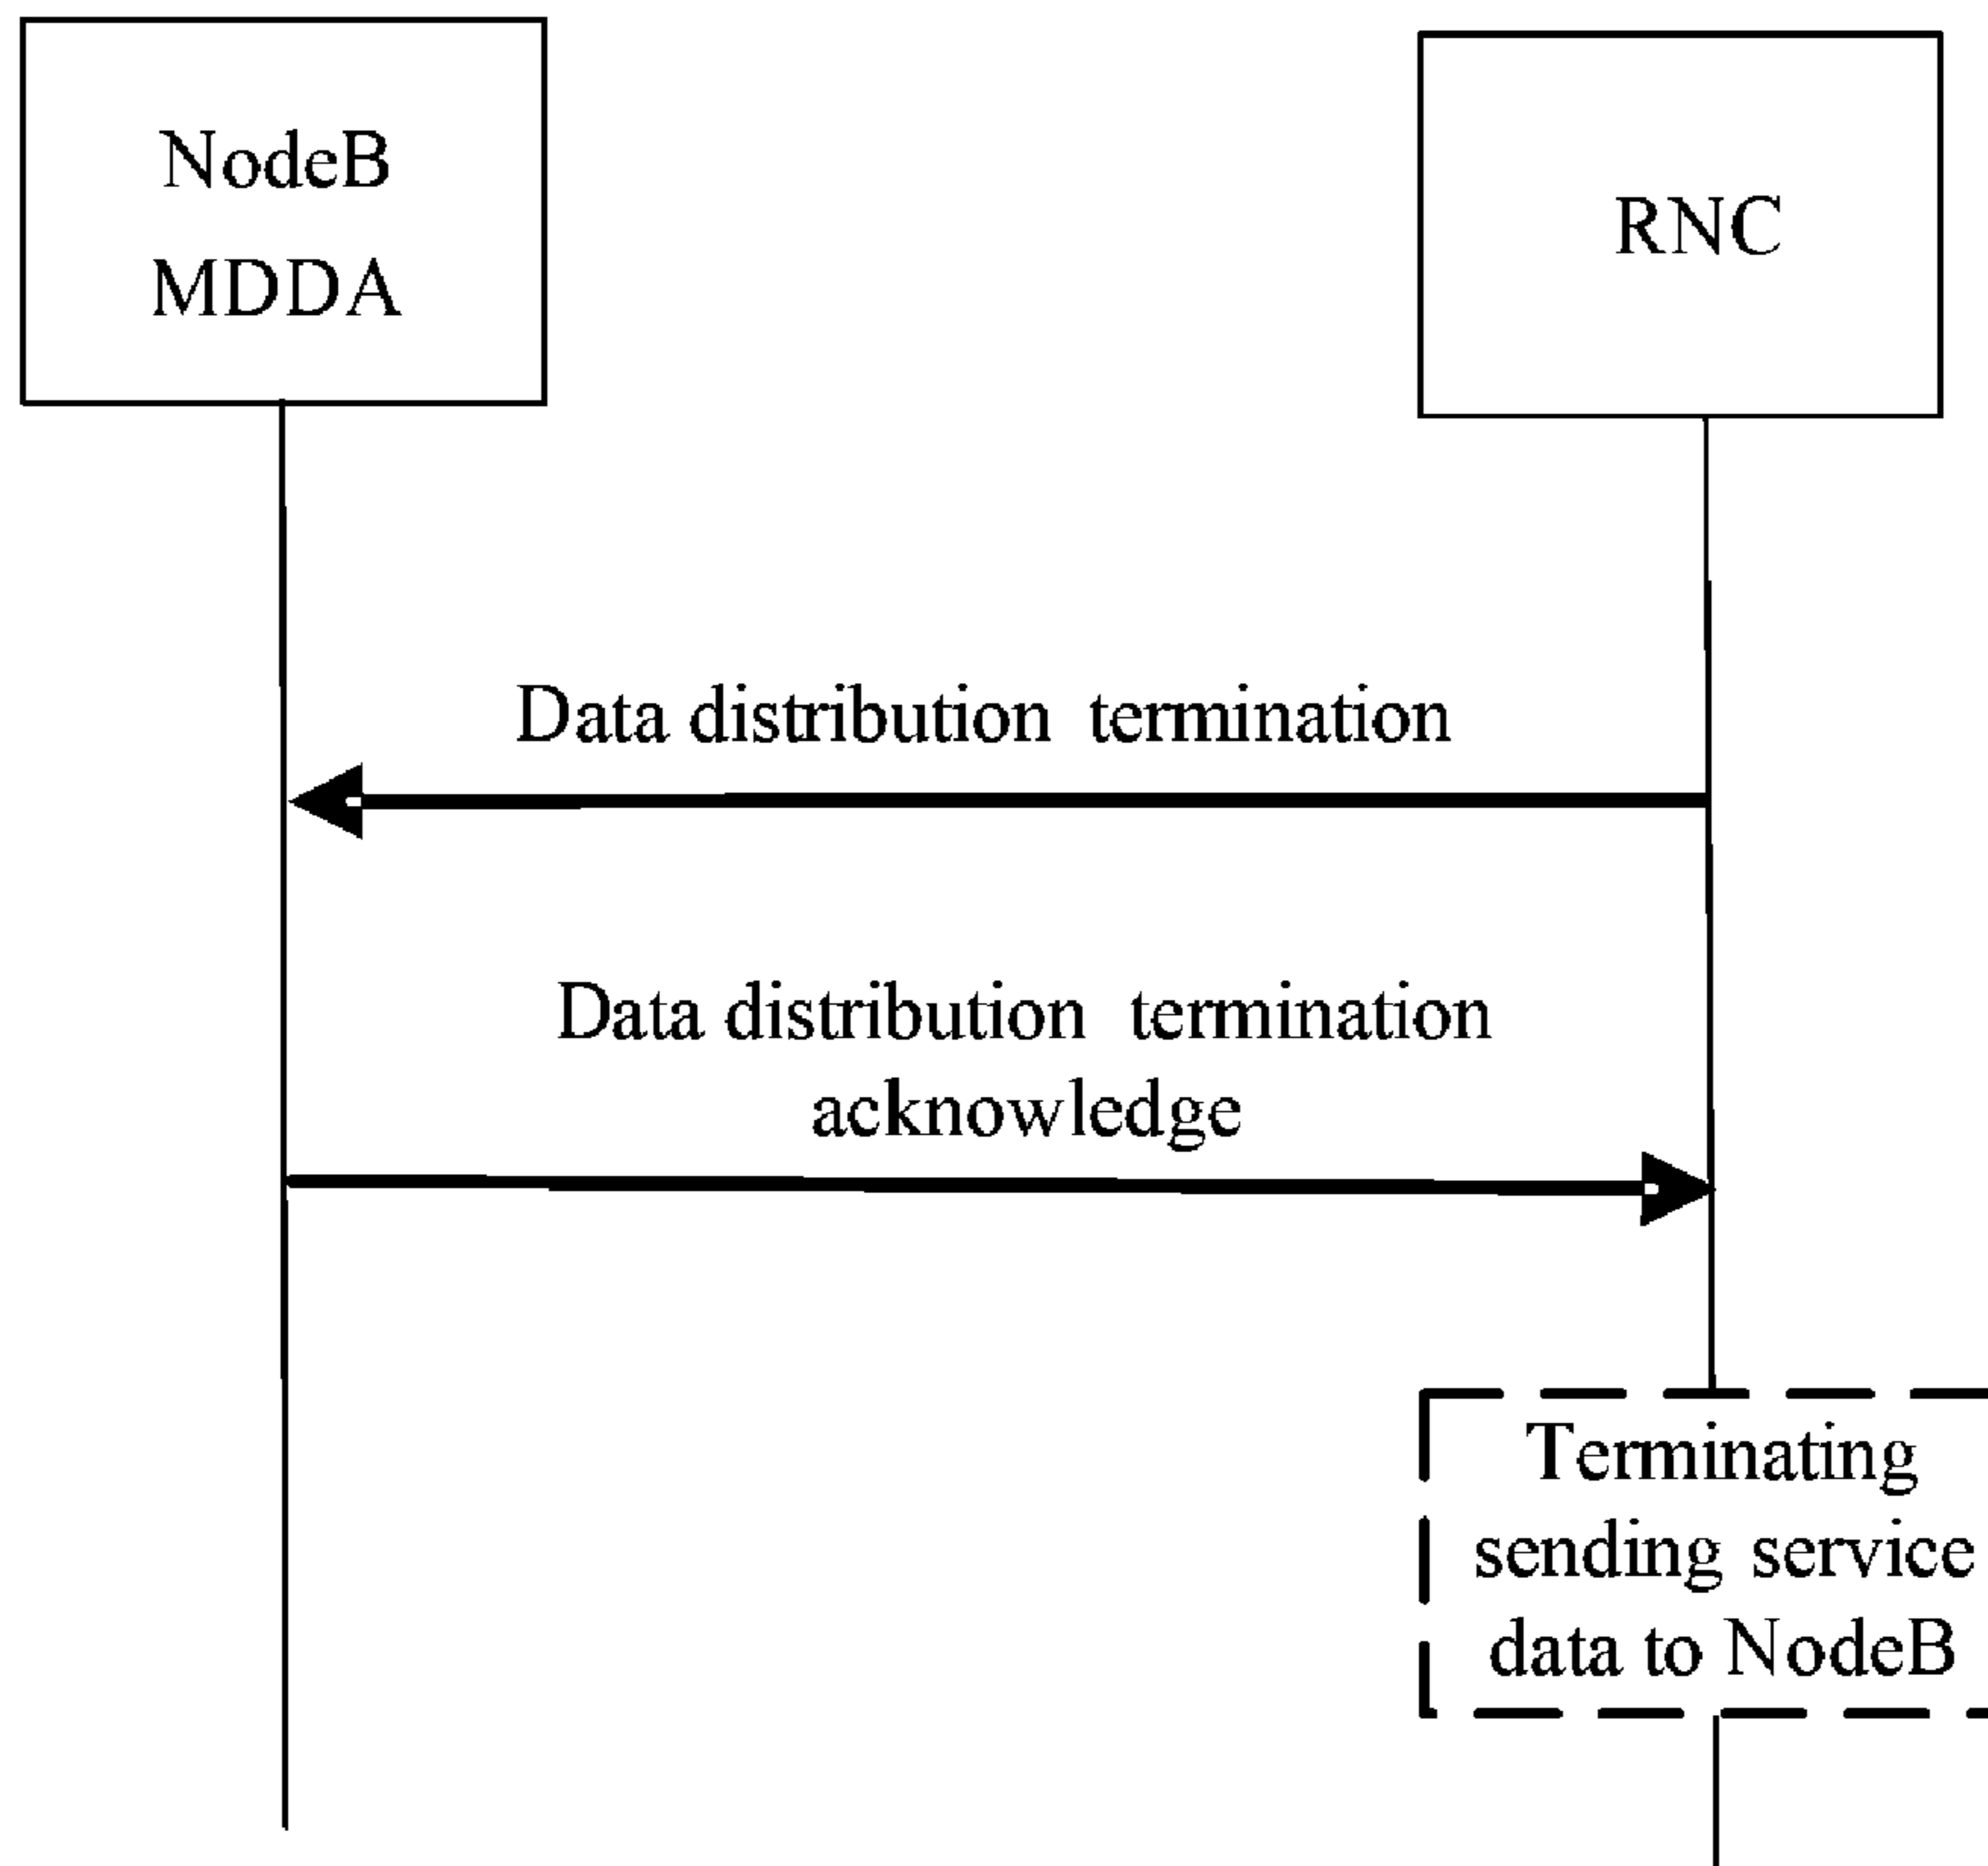 NodeB
MDDA
RNC
Data distribution termination
Data distribution termination
acknowledge
Terminating
sending service
data to NodeB